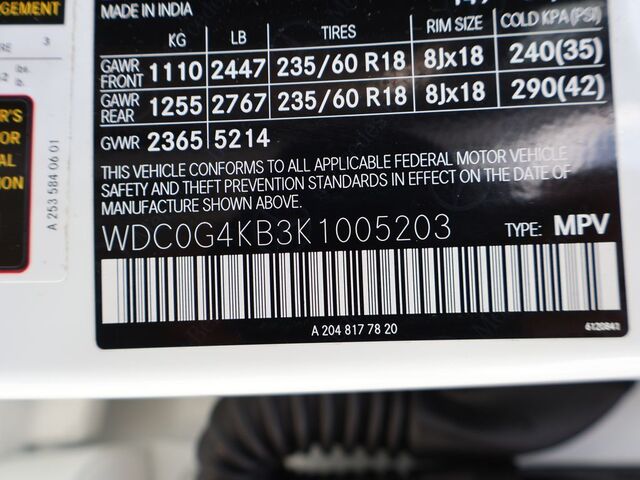 MADE IN INDIA
KG LB TIRES RIM SIZE COLD KPA(PSI)
GAWR FRONT 1110 2447 235/60 R18 8Jx18 240(35)
GAWR REAR 1255 2767 235/60 R18 8Jx18 290(42)
GVWR 2365 5214
THIS VEHICLE CONFORMS TO ALL APPLICABLE FEDERAL MOTOR VEHICLE
SAFETY AND THEFT PREVENTION STANDARDS IN EFFECT ON THE DATE OF
MANUFACTURE SHOWN ABOVE.
WDC0G4KB3K1005203 TYPE: MPV
A 204 817 78 20
6120841
A 253 584 06 01